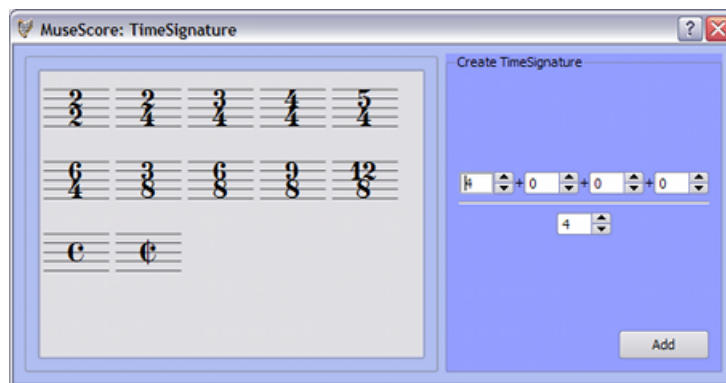 MuseScore: TimeSignature
Create TimeSignature
2 2 3 4 5
2 4 4 4 4
6 3 6 9 12
4 8 8 8 8
4 + 0 + 0 + 0
4
Add